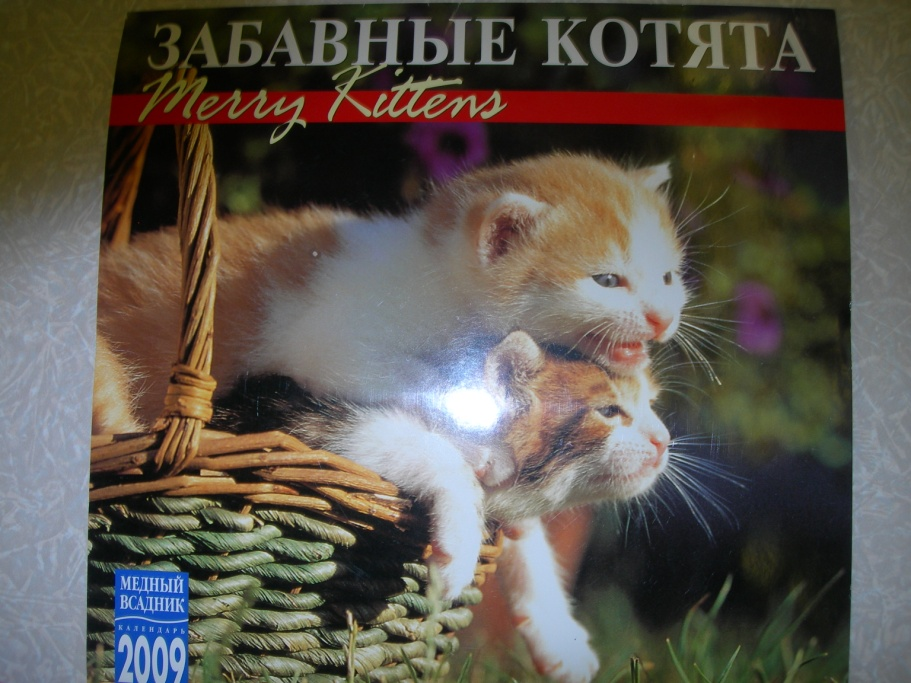 ЗАБАВНЫЕ КОТЯТА
Merry Kittens
МЕДНЫЙ
ВСАДНИК
КАЛЕНДАРЬ
2009